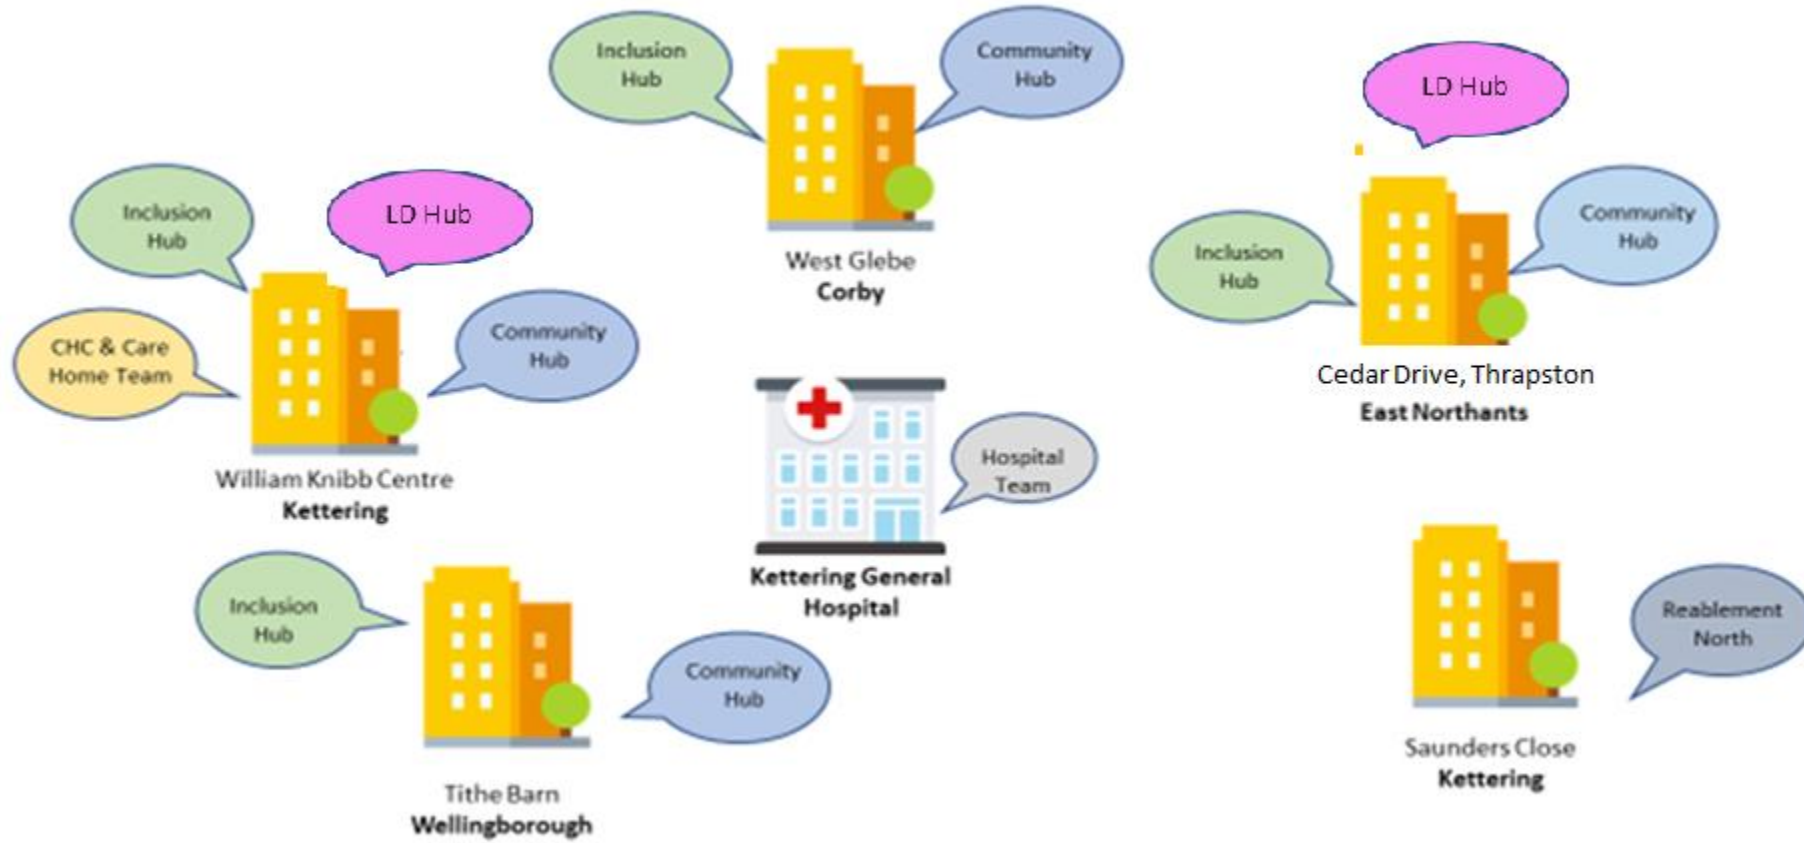 Inclusion
Hub
Community
Hub
West Glebe
Corby
LD Hub
Inclusion
Hub
Community
Hub
Cedar Drive, Thrapston
East Northants
Inclusion
Hub
LD Hub
CHC & Care
Home Team
Community
Hub
William Knibb Centre
Kettering
Hospital
Team
Kettering General
Hospital
Inclusion
Hub
Community
Hub
Tithe Barn
Wellingborough
Reablement
North
Saunders Close
Kettering